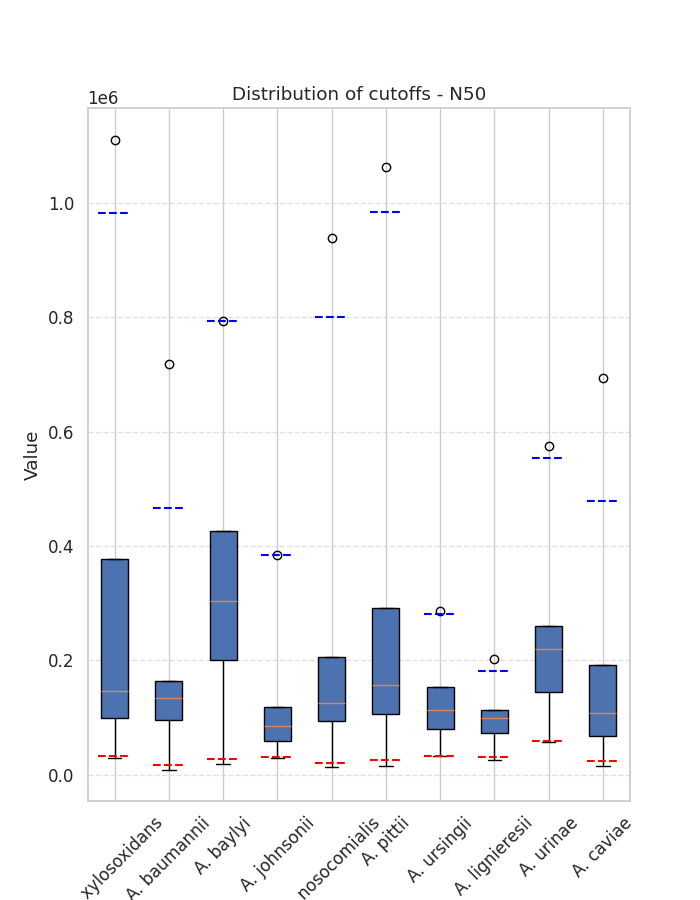 Distribution of cutoffs - N50
1e6
1.0
0.8
0.6
0.4
0.2
0.0
Value
xylosoxidans
A. baumannii
A. baylyi
A. johnsonii
nosocomialis
A. pittii
A. ursingii
A. lignieresii
A. urinae
A. caviae